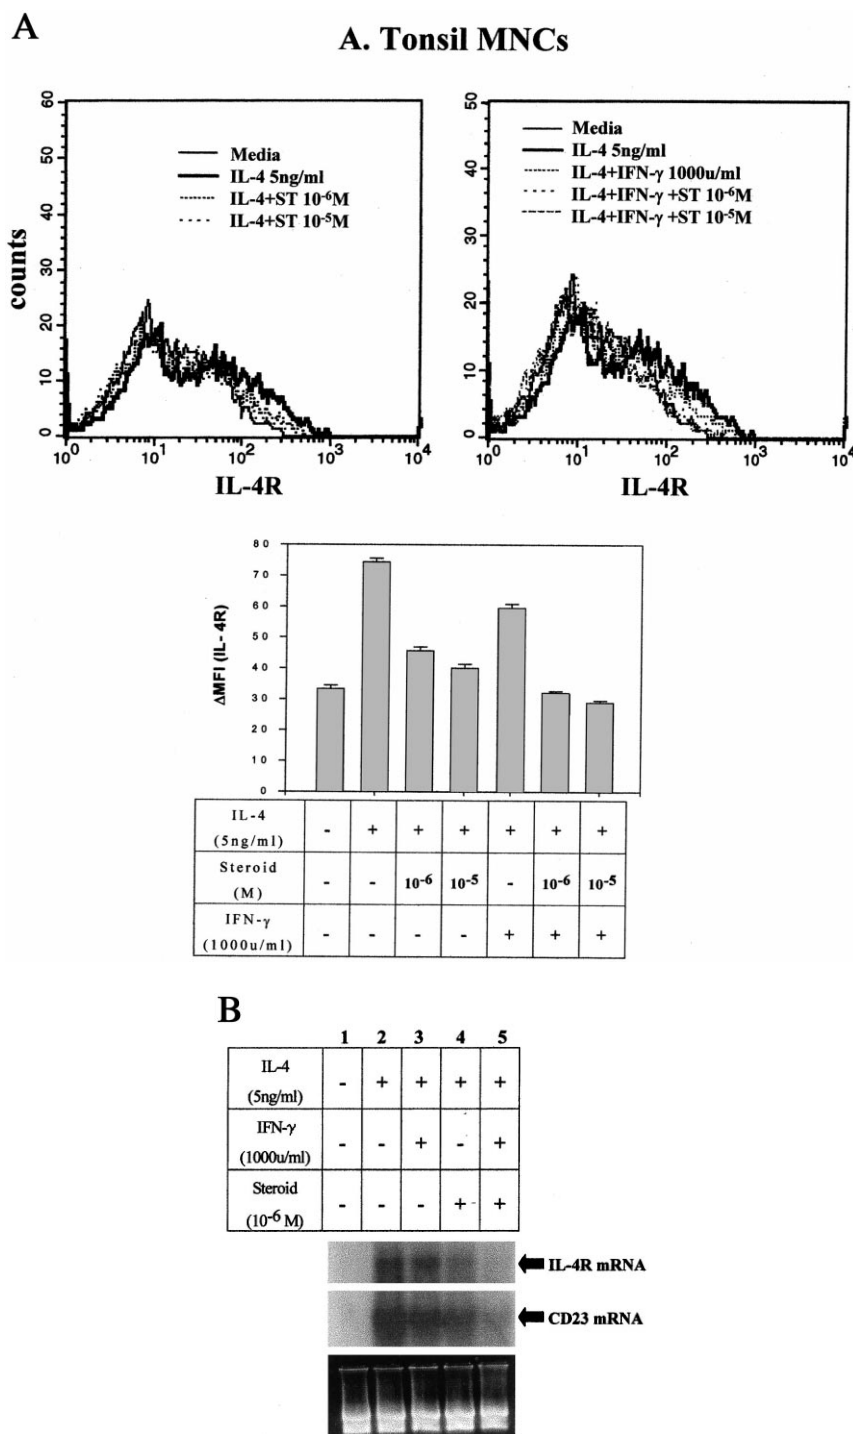 A
A. Tonsil MNCs
counts
60
50
40
30
20
10
0
Media
IL-4 5ng/ml
IL-4+ST 10⁻⁶M
IL-4+ST 10⁻⁵M
10⁰ 10¹ 10² 10³ 10⁴
IL-4R
50
40
30
20
10
0
Media
IL-4 5ng/ml
IL-4+IFN-γ 1000u/ml
IL-4+IFN-γ +ST 10⁻⁶M
IL-4+IFN-γ +ST 10⁻⁵M
10⁰ 10¹ 10² 10³ 10⁴
IL-4R
ΔMFI (IL-4R)
80
70
60
50
40
30
20
10
0
IL-4
(5ng/ml)
- + + + + + +
Steroid
(M)
- - 10⁻⁶ 10⁻⁵ - 10⁻⁶ 10⁻⁵
IFN-γ
(1000u/ml)
- - - - + + +
B
1 2 3 4 5
IL-4
(5ng/ml)
- + + + +
IFN-γ
(1000u/ml)
- - + - +
Steroid
(10⁻⁶ M)
- - - + +
IL-4R mRNA
CD23 mRNA